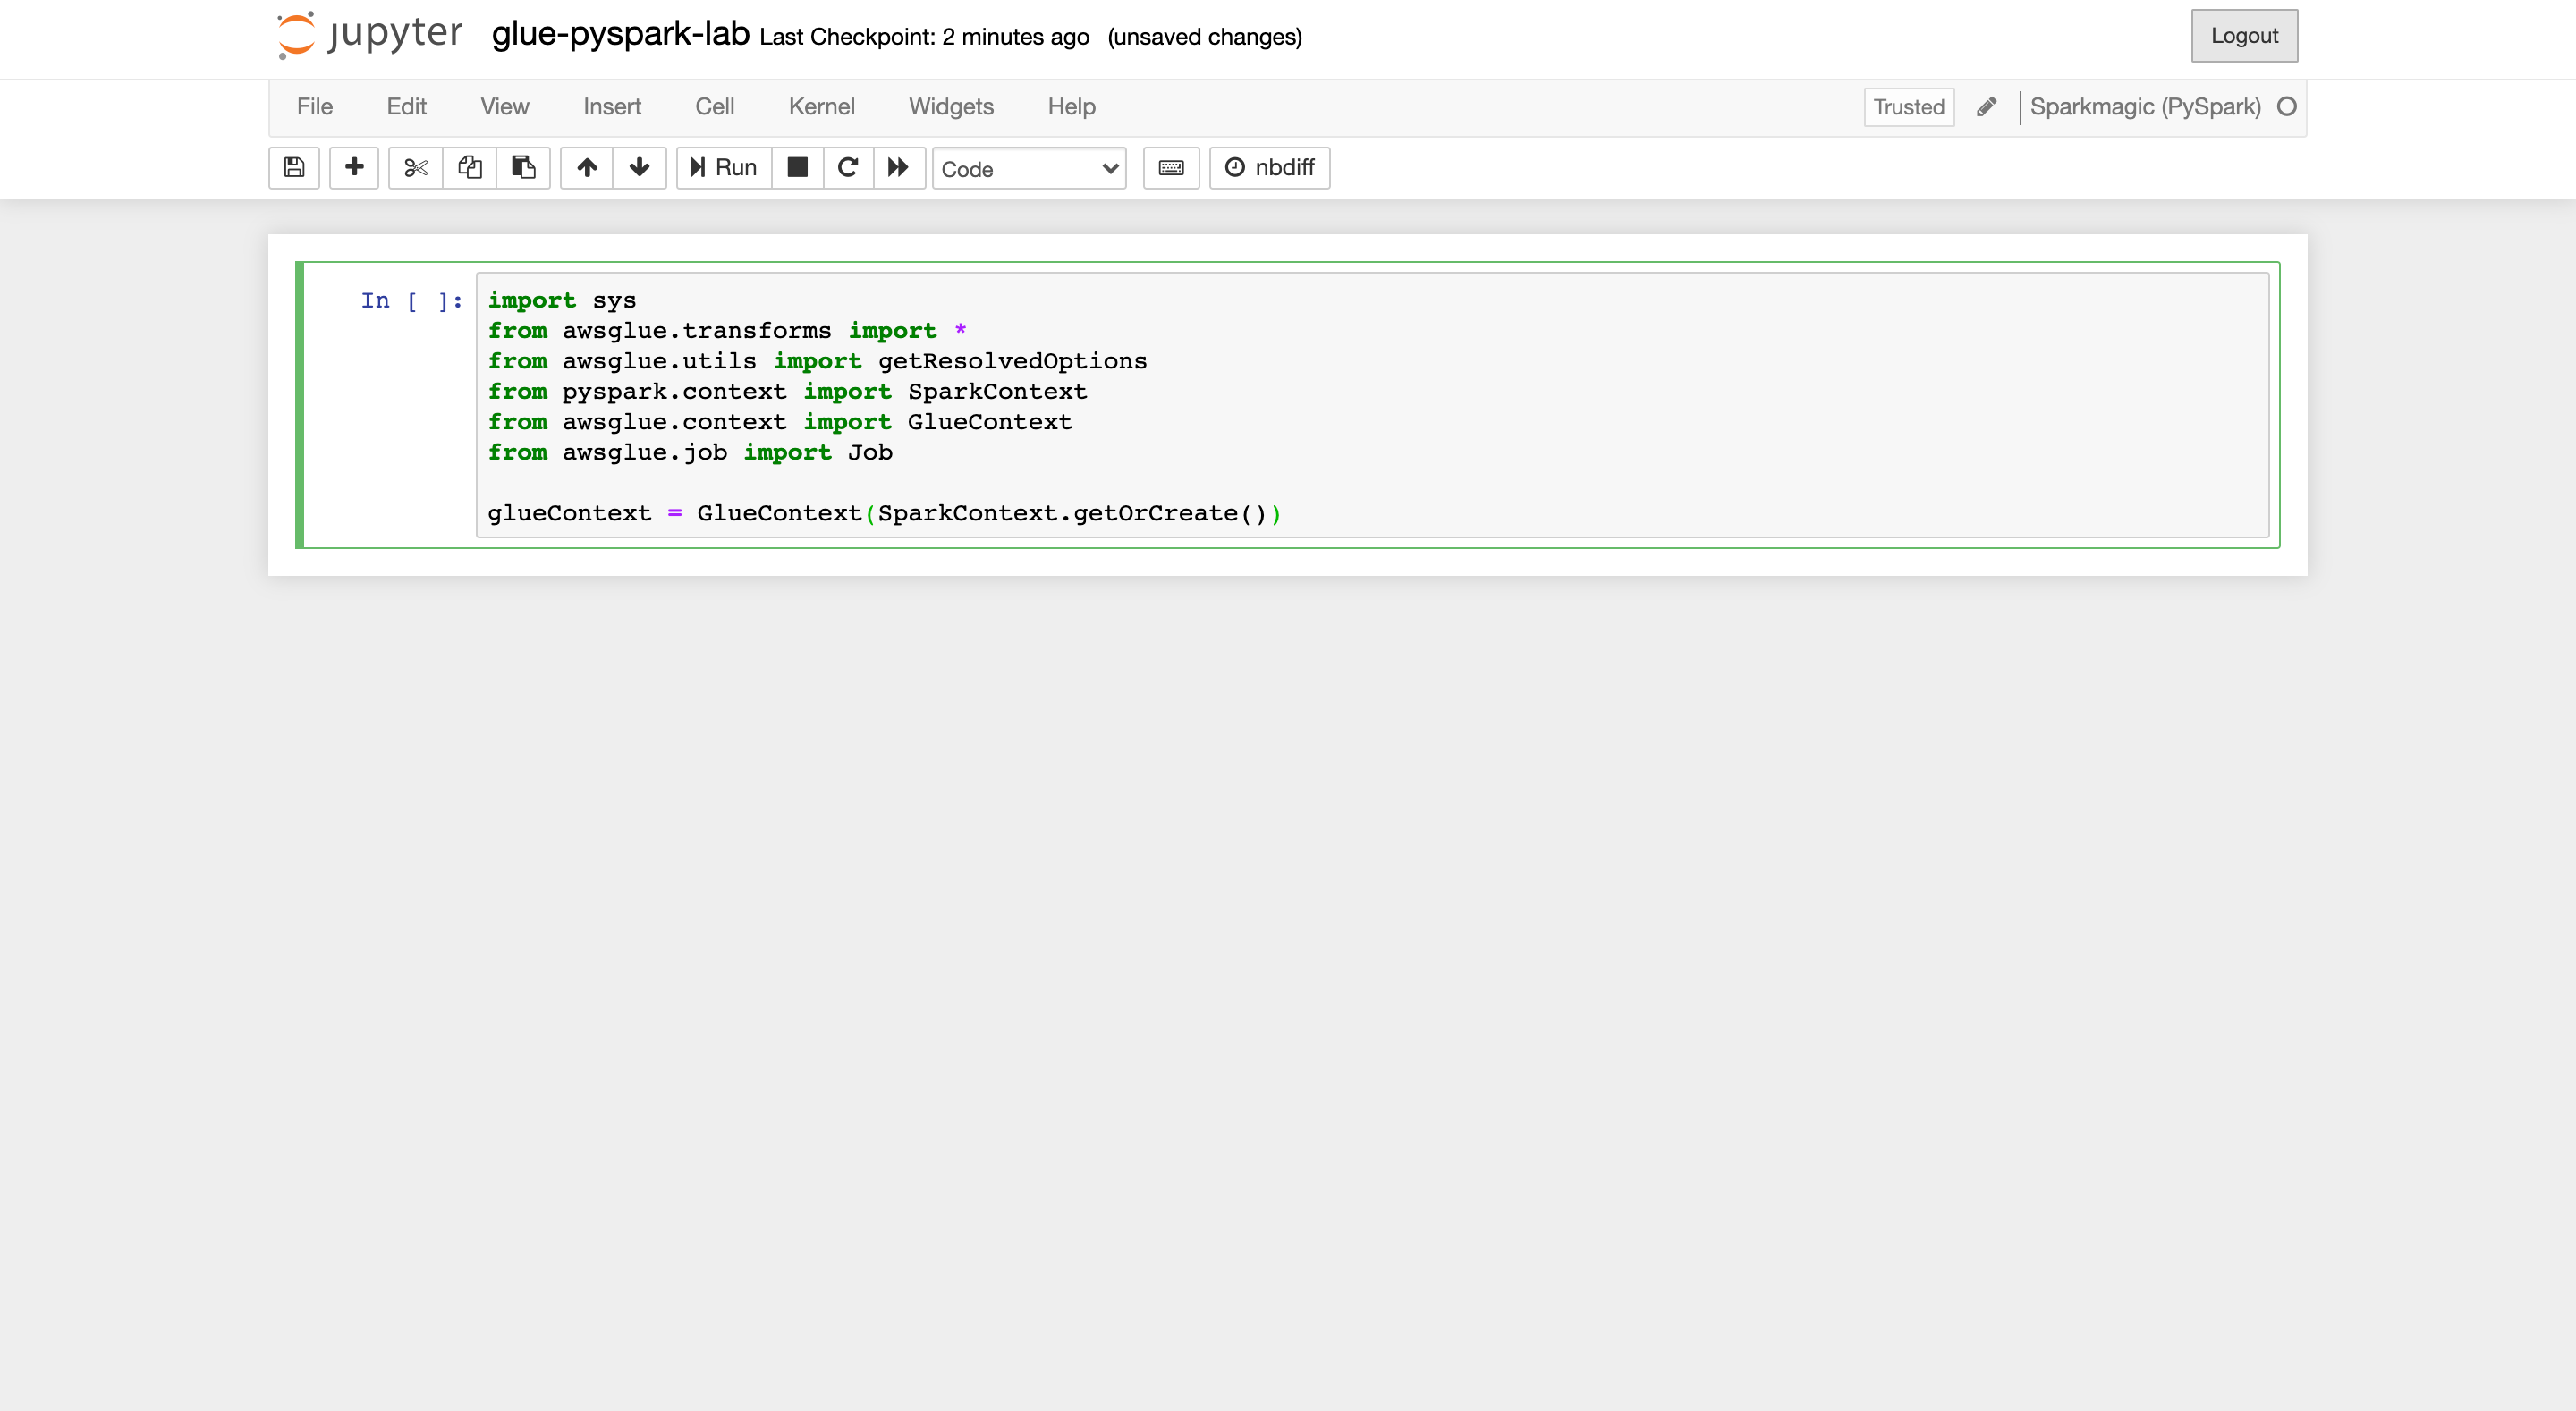 jupyter glue-pyspark-lab Last Checkpoint: 2 minutes ago (unsaved changes) Logout
File Edit View Insert Cell Kernel Widgets Help Trusted Sparkmagic (PySpark)
Run Code nbdiff
In [ ]: import sys
from awsglue.transforms import *
from awsglue.utils import getResolvedOptions
from pyspark.context import SparkContext
from awsglue.context import GlueContext
from awsglue.job import Job
glueContext = GlueContext(SparkContext.getOrCreate())